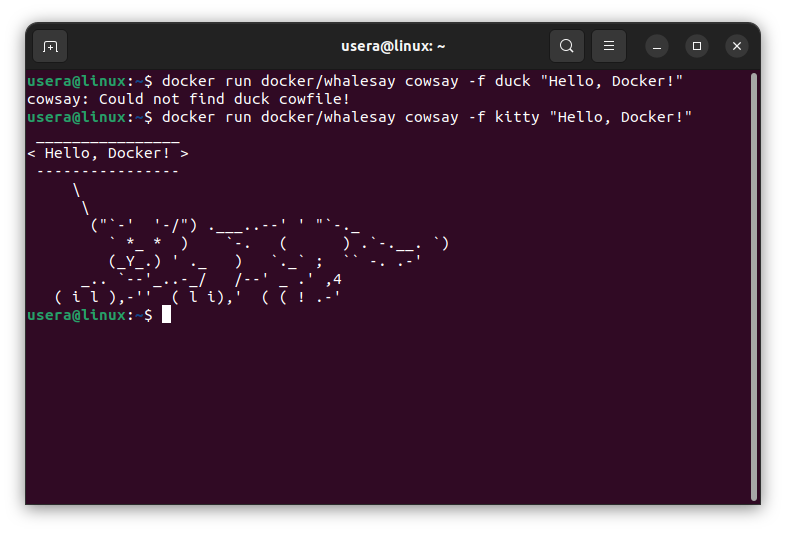 usera@linux: ~
usera@linux:~$ docker run docker/whalesay cowsay -f duck "Hello, Docker!"
cowsay: Could not find duck cowfile!
usera@linux:~$ docker run docker/whalesay cowsay -f kitty "Hello, Docker!"
 ________________
< Hello, Docker! >
 ----------------
     \
      \
       ("`-'  '-/") .___..--' ' "`-._
         ` *_ *  )    `-.   (      ) .`-.__. `)
         (_Y_.) ' ._   )   `._` ;  `` -. .-'
      _.. `--'_..-_/   /--' _ .' ,4
   ( i l ),-''  ( l i),'  ( ( ! .-'
usera@linux:~$